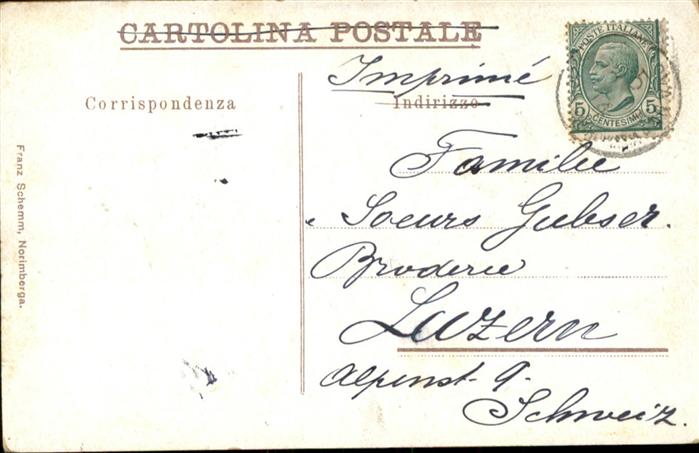 CARTOLINA POSTALE
POSTE ITALIANE
5 5
CENTESIMI
Imprimé
Corrispondenza
Indirizzo
Familie
Soeurs Gubser.
Broderie
Luzern
Alpenst. 9.
Schweiz.
Franz Schemm, Norimberga.